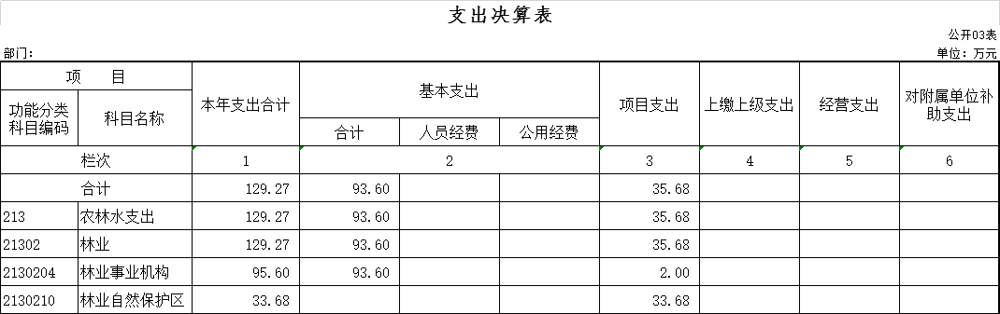 支出决算表
公开03表
部门： 单位：万元
项 目 本年支出合计 基本支出 项目支出 上缴上级支出 经营支出 对附属单位补助支出
功能分类科目编码 科目名称 合计 人员经费 公用经费
栏次 1 2 3 4 5 6
合计 129.27 93.60 35.68
213 农林水支出 129.27 93.60 35.68
21302 林业 129.27 93.60 35.68
2130204 林业事业机构 95.60 93.60 2.00
2130210 林业自然保护区 33.68 33.68